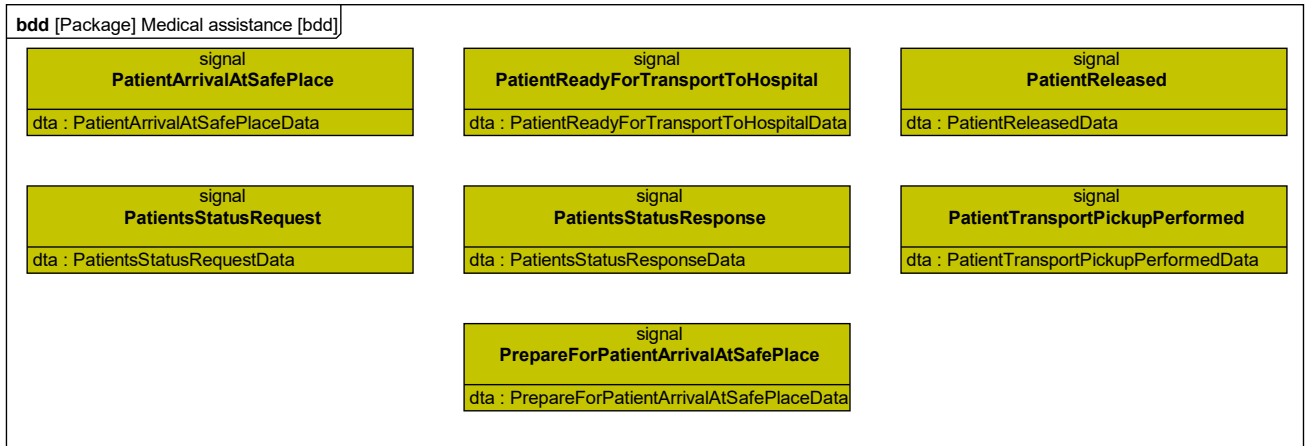 bdd [Package] Medical assistance [bdd]
signal
PatientArrivalAtSafePlace
dta : PatientArrivalAtSafePlaceData
signal
PatientReadyForTransportToHospital
dta : PatientReadyForTransportToHospitalData
signal
PatientReleased
dta : PatientReleasedData
signal
PatientsStatusRequest
dta : PatientsStatusRequestData
signal
PatientsStatusResponse
dta : PatientsStatusResponseData
signal
PatientTransportPickupPerformed
dta : PatientTransportPickupPerformedData
signal
PrepareForPatientArrivalAtSafePlace
dta : PrepareForPatientArrivalAtSafePlaceData